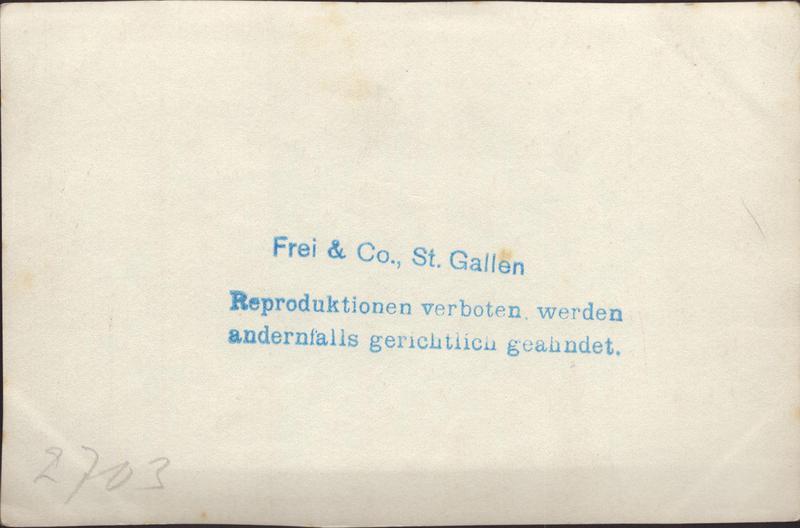 Frei & Co., St. Gallen
Reproduktionen verboten, werden
andernfalls gerichtlich geahndet.
2703